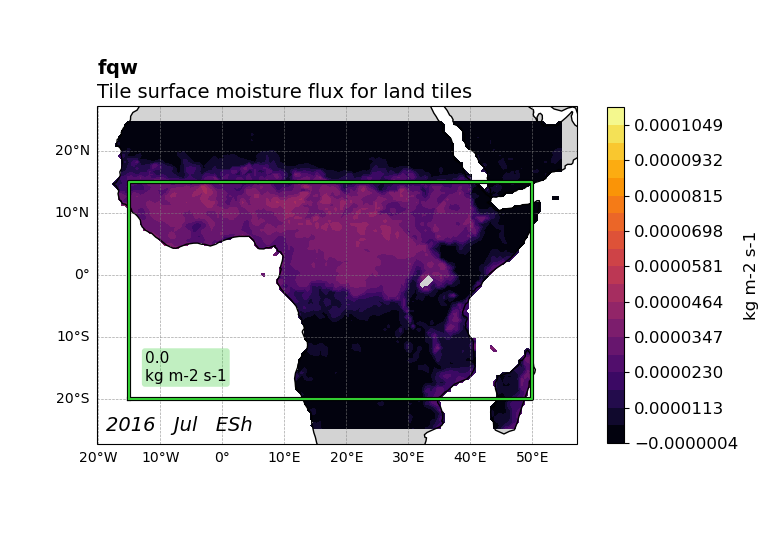 fqw
Tile surface moisture flux for land tiles
20°N
10°N
0°
10°S
20°S
20°W 10°W 0° 10°E 20°E 30°E 40°E 50°E
0.0
kg m-2 s-1
2016 Jul ESh
0.0001049
0.0000932
0.0000815
0.0000698
0.0000581
0.0000464
0.0000347
0.0000230
0.0000113
−0.0000004
kg m-2 s-1